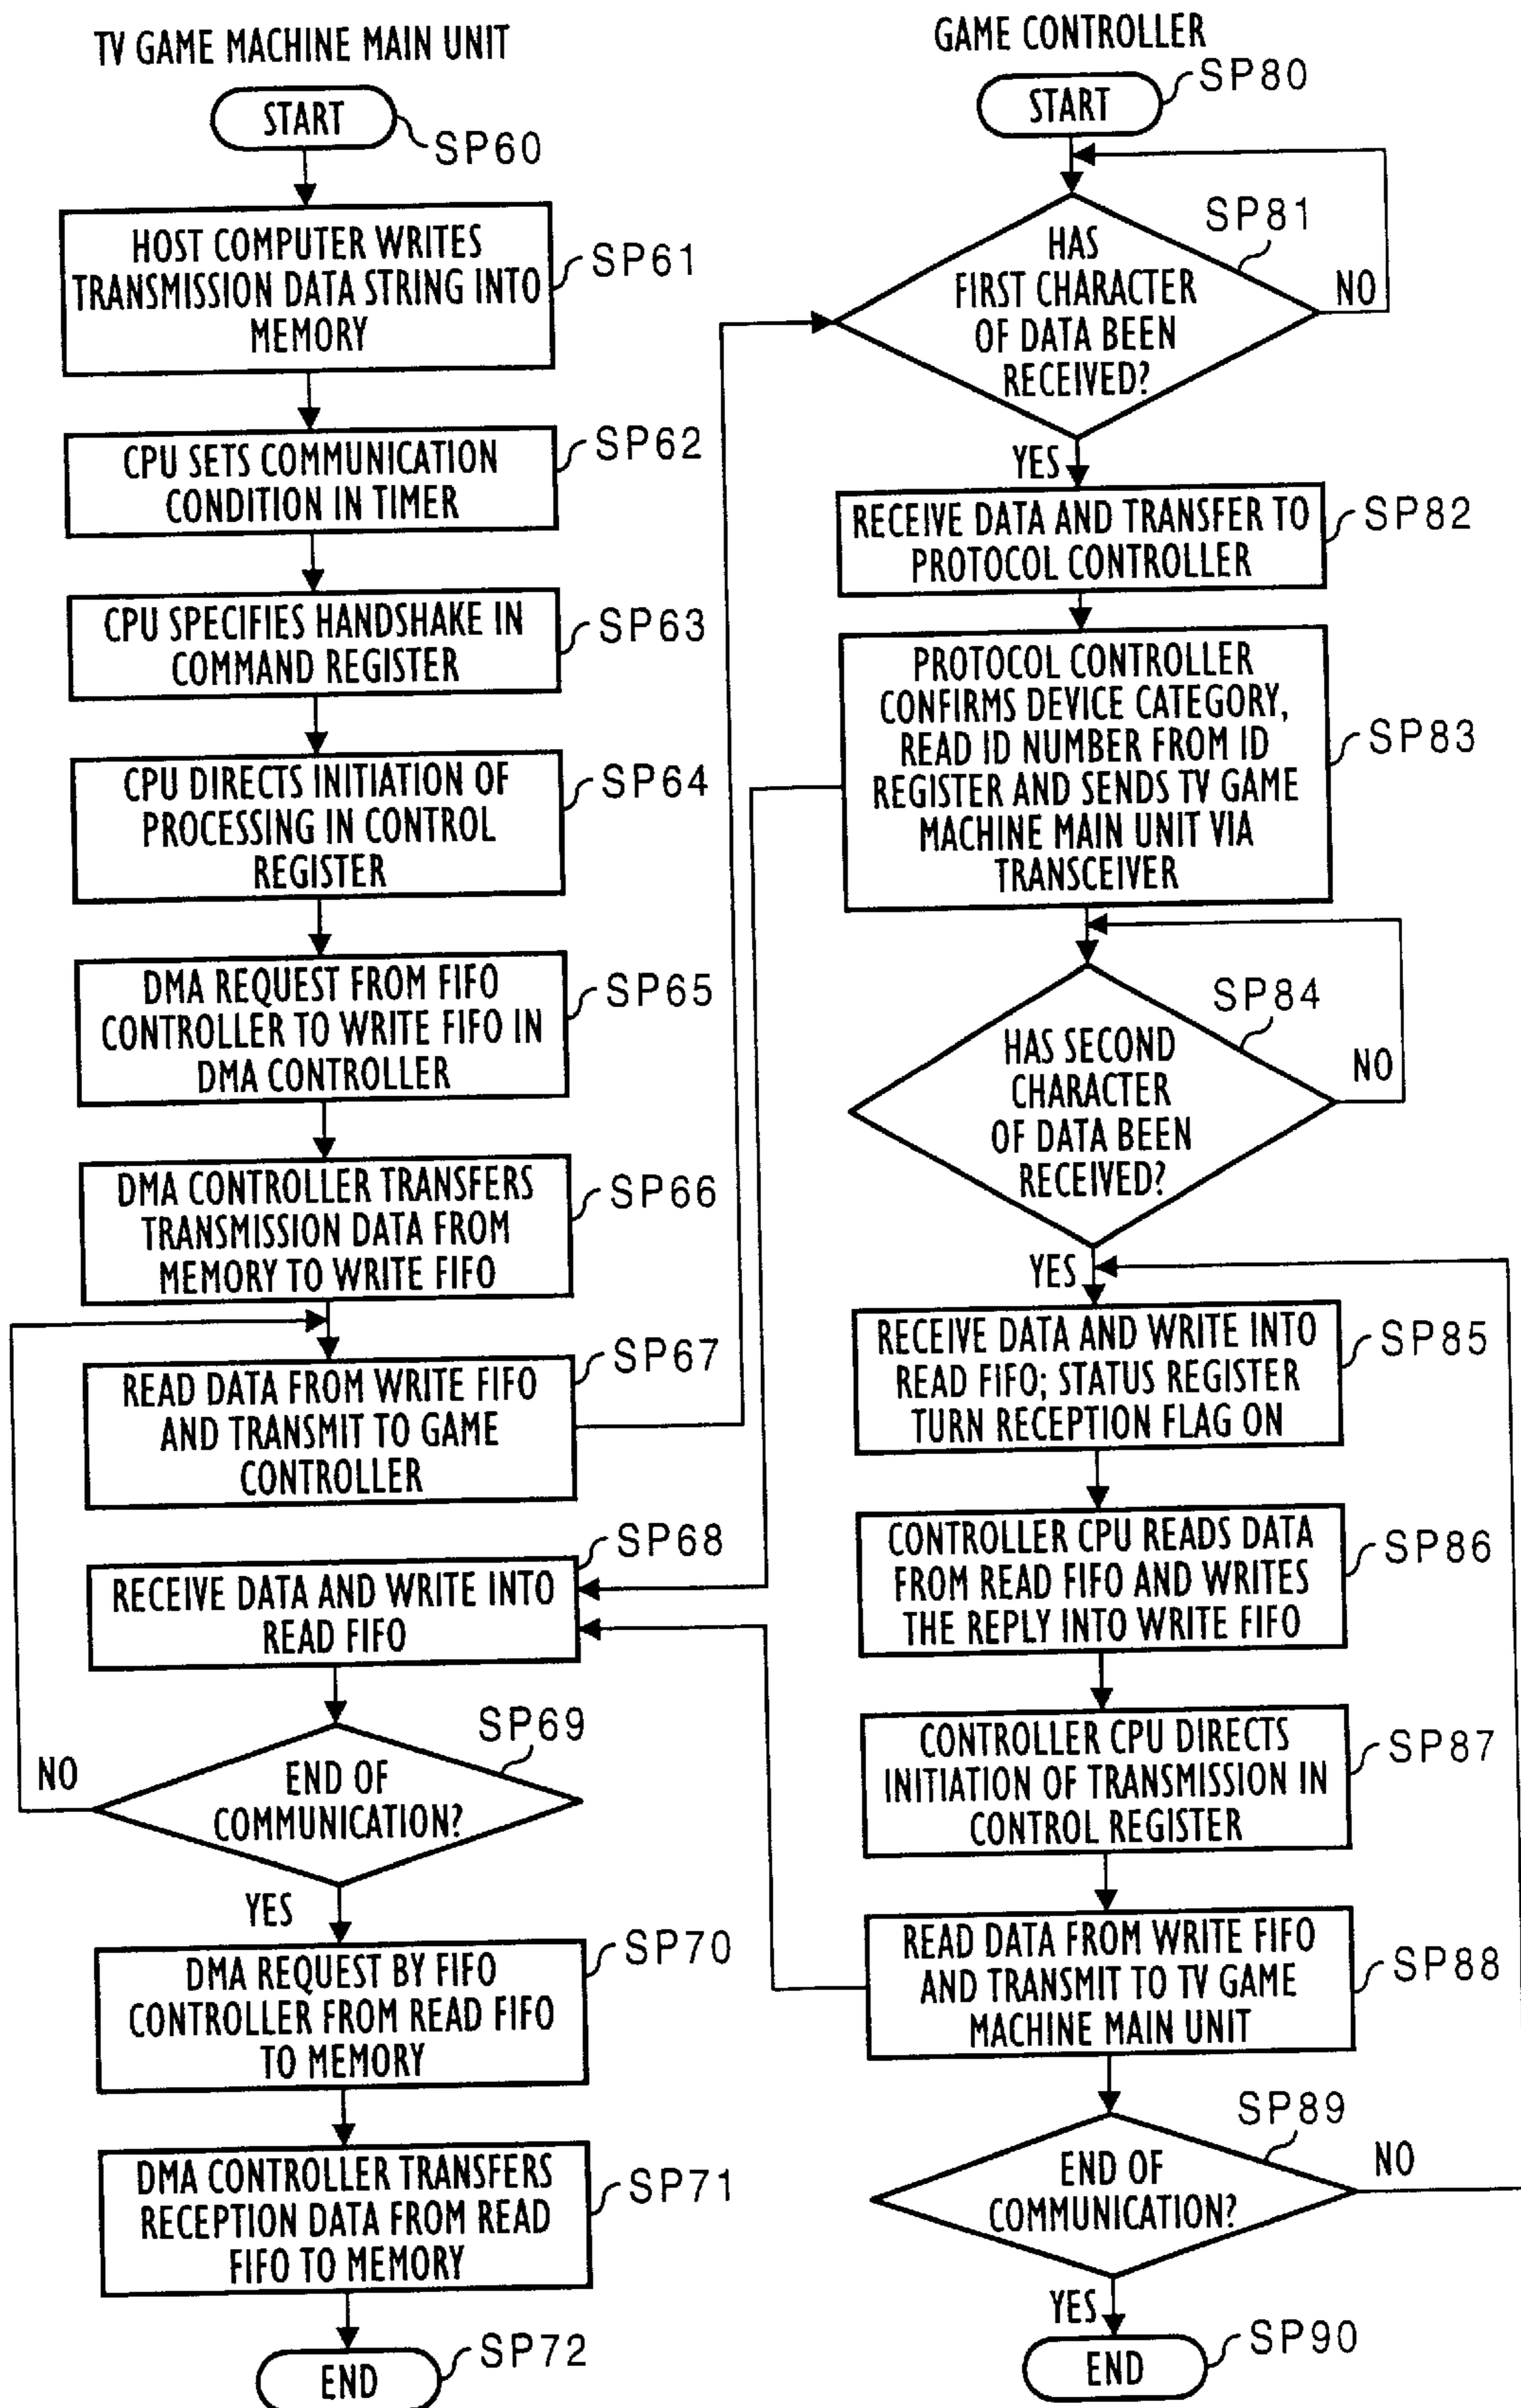 TV GAME MACHINE MAIN UNIT
START
SP60
HOST COMPUTER WRITES
TRANSMISSION DATA STRING INTO
MEMORY
SP61
CPU SETS COMMUNICATION
CONDITION IN TIMER
SP62
CPU SPECIFIES HANDSHAKE IN
COMMAND REGISTER
SP63
CPU DIRECTS INITIATION OF
PROCESSING IN CONTROL
REGISTER
SP64
DMA REQUEST FROM FIFO
CONTROLLER TO WRITE FIFO IN
DMA CONTROLLER
SP65
DMA CONTROLLER TRANSFERS
TRANSMISSION DATA FROM
MEMORY TO WRITE FIFO
SP66
READ DATA FROM WRITE FIFO
AND TRANSMIT TO GAME
CONTROLLER
SP67
RECEIVE DATA AND WRITE INTO
READ FIFO
SP68
END OF
COMMUNICATION?
SP69
NO
YES
DMA REQUEST BY FIFO
CONTROLLER FROM READ FIFO
TO MEMORY
SP70
DMA CONTROLLER TRANSFERS
RECEPTION DATA FROM READ
FIFO TO MEMORY
SP71
END
SP72
GAME CONTROLLER
START
SP80
HAS
FIRST CHARACTER
OF DATA BEEN
RECEIVED?
SP81
NO
YES
RECEIVE DATA AND TRANSFER TO
PROTOCOL CONTROLLER
SP82
PROTOCOL CONTROLLER
CONFIRMS DEVICE CATEGORY,
READ ID NUMBER FROM ID
REGISTER AND SENDS TV GAME
MACHINE MAIN UNIT VIA
TRANSCEIVER
SP83
HAS SECOND
CHARACTER
OF DATA BEEN
RECEIVED?
SP84
NO
YES
RECEIVE DATA AND WRITE INTO
READ FIFO; STATUS REGISTER
TURN RECEPTION FLAG ON
SP85
CONTROLLER CPU READS DATA
FROM READ FIFO AND WRITES
THE REPLY INTO WRITE FIFO
SP86
CONTROLLER CPU DIRECTS
INITIATION OF TRANSMISSION IN
CONTROL REGISTER
SP87
READ DATA FROM WRITE FIFO
AND TRANSMIT TO TV GAME
MACHINE MAIN UNIT
SP88
END OF
COMMUNICATION?
SP89
NO
YES
END
SP90